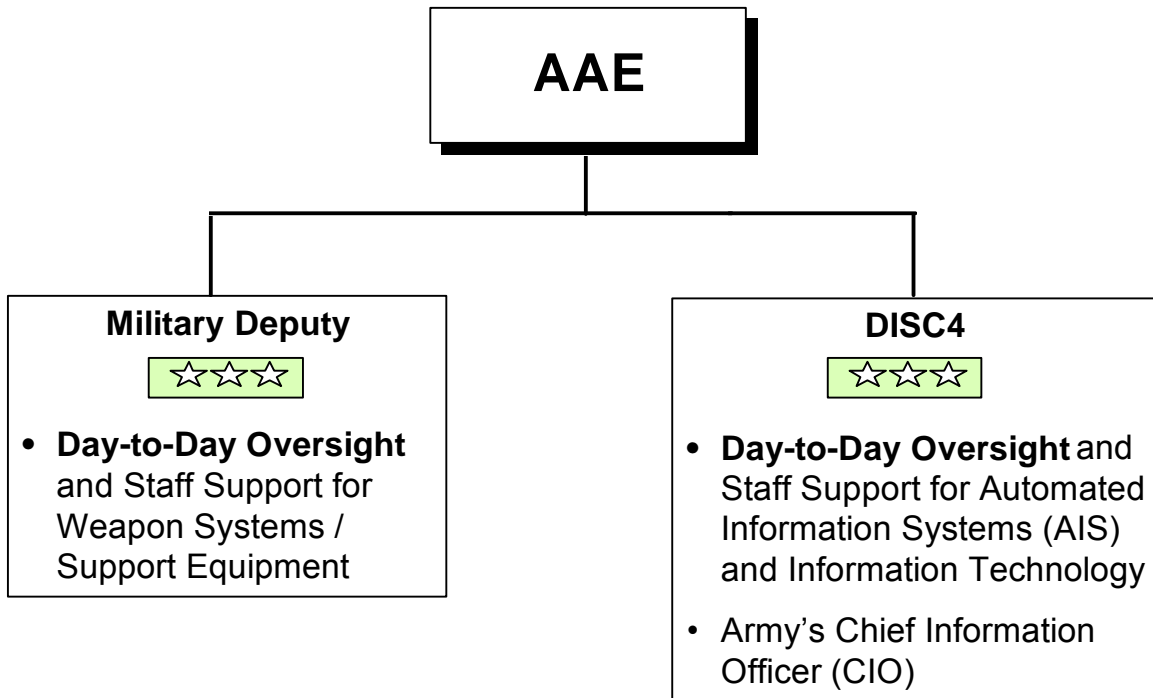 AAE
Military Deputy
• Day-to-Day Oversight
and Staff Support for
Weapon Systems /
Support Equipment
DISC4
• Day-to-Day Oversight and
Staff Support for Automated
Information Systems (AIS)
and Information Technology
• Army’s Chief Information
Officer (CIO)